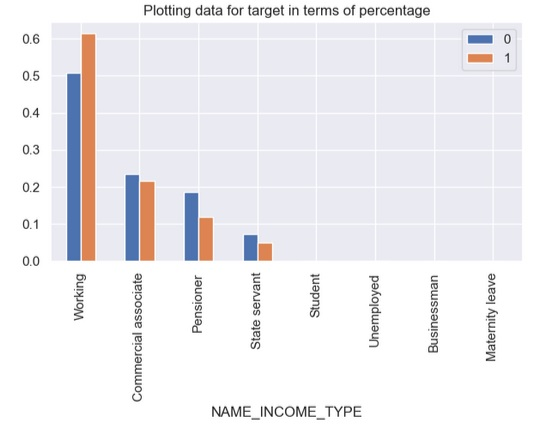 Plotting data for target in terms of percentage
0
1
0.6
0.5
0.4
0.3
0.2
0.1
0.0
Working
Commercial associate
Pensioner
State servant
Student
Unemployed
Businessman
Maternity leave
NAME_INCOME_TYPE